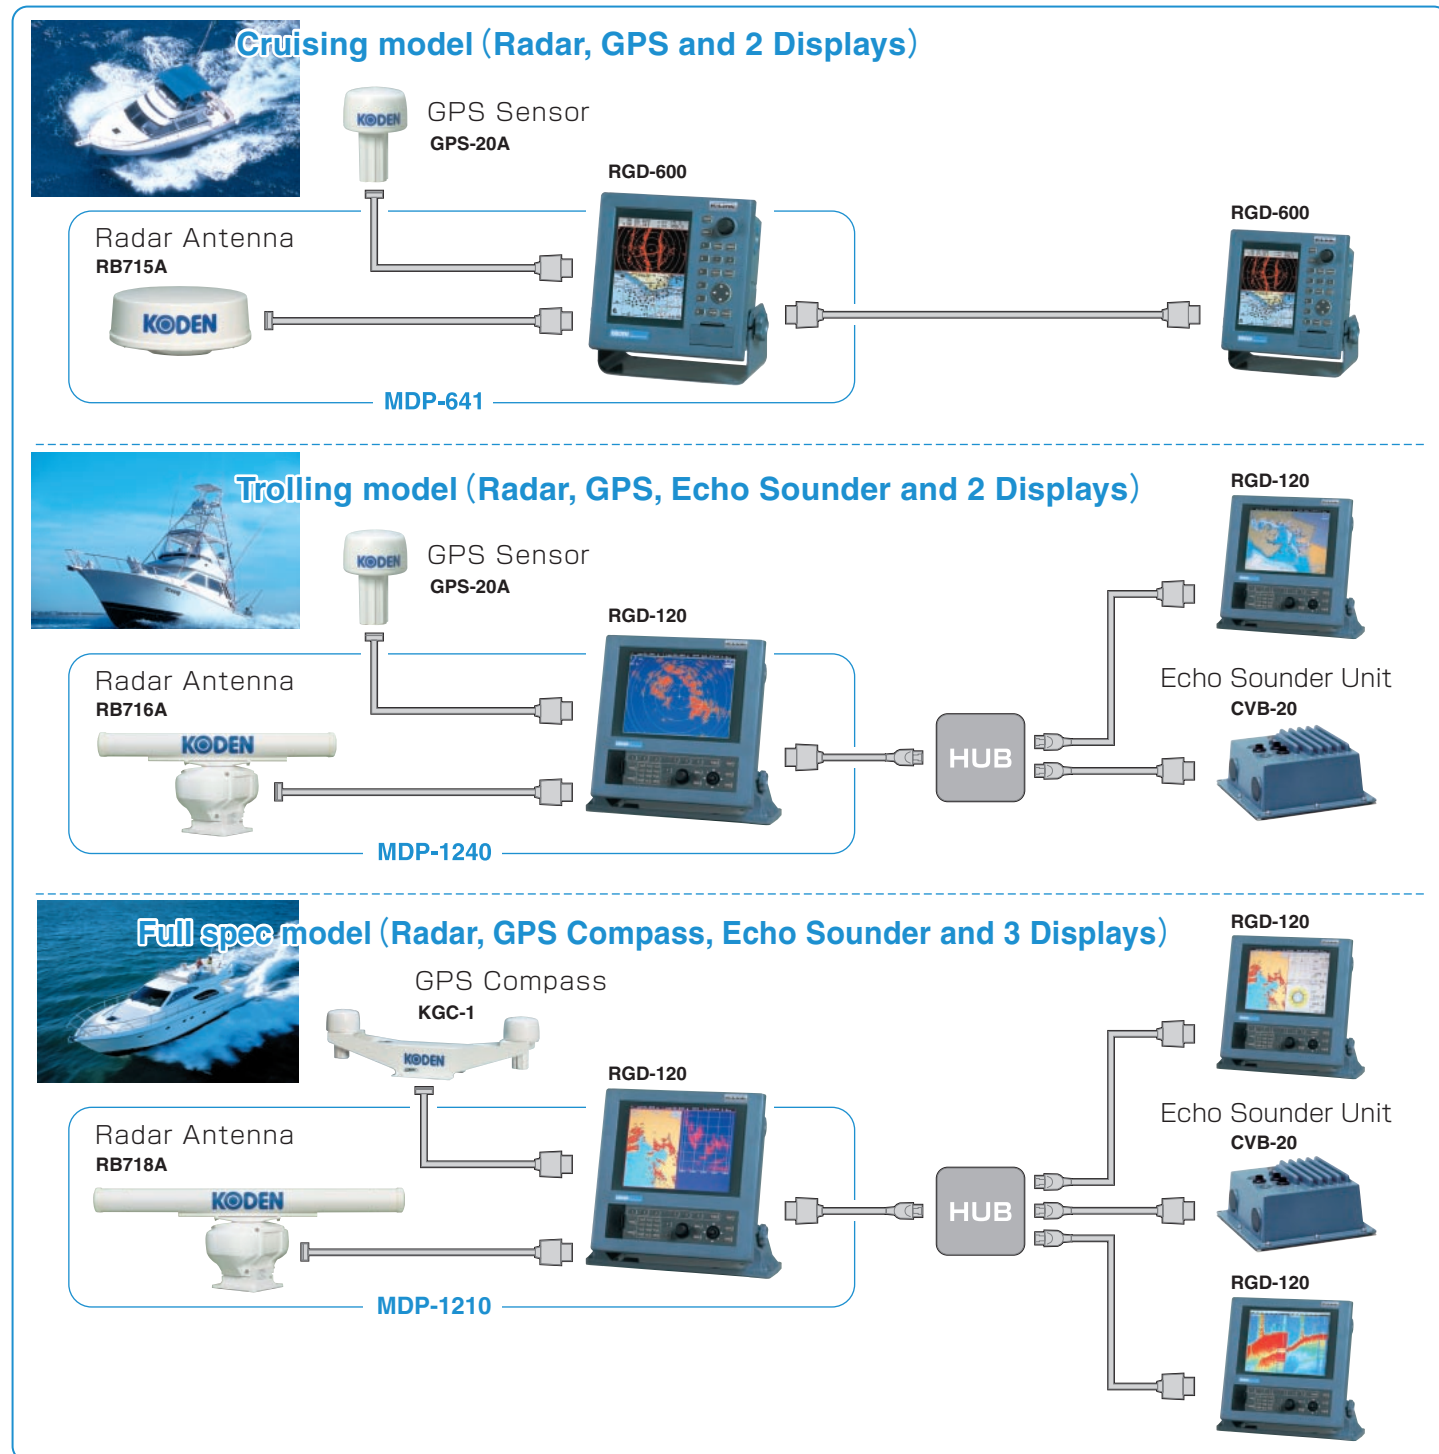 Cruising model (Radar, GPS and 2 Displays)
KODEN
GPS Sensor
GPS-20A
RGD-600
RGD-600
Radar Antenna
RB715A
KODEN
MDP-641
Trolling model (Radar, GPS, Echo Sounder and 2 Displays)
RGD-120
KODEN
GPS Sensor
GPS-20A
RGD-120
Radar Antenna
RB716A
KODEN
Echo Sounder Unit
CVB-20
HUB
MDP-1240
Full spec model (Radar, GPS Compass, Echo Sounder and 3 Displays)
RGD-120
GPS Compass
KGC-1
KODEN
RGD-120
Radar Antenna
RB718A
KODEN
Echo Sounder Unit
CVB-20
HUB
RGD-120
MDP-1210